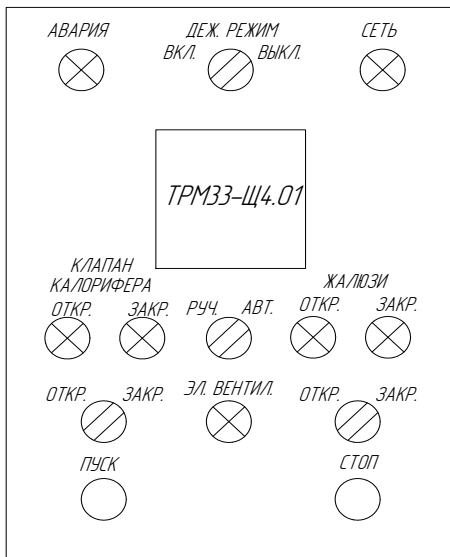 АВАРИЯ ДЕЖ. РЕЖИМ СЕТЬ
ВКЛ. ВЫКЛ.
ТРМ33-Щ4.01
КЛАПАН
КАЛОРИФЕРА
ЖАЛЮЗИ
ОТКР. ЗАКР. РУЧ. АВТ. ОТКР. ЗАКР.
ОТКР. ЗАКР. ЭЛ. ВЕНТИЛ. ОТКР. ЗАКР.
ПУСК СТОП